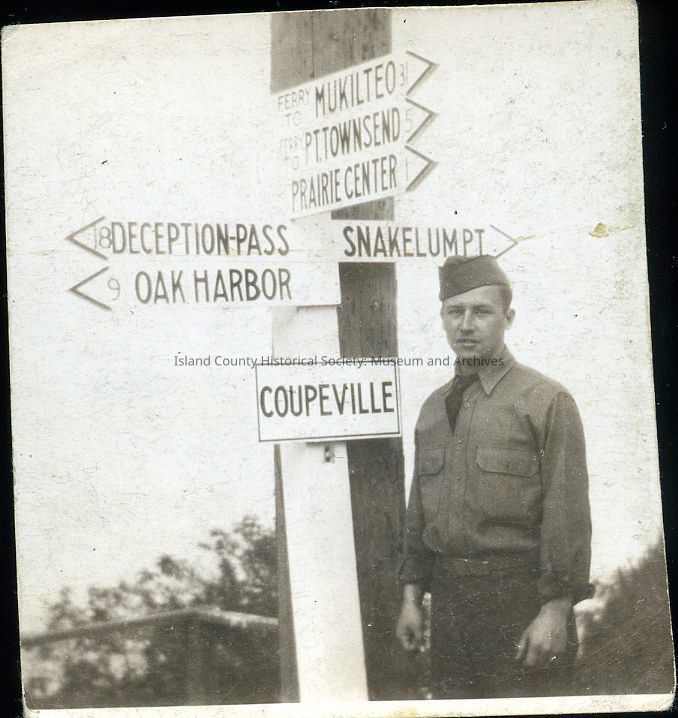 FERRY TO MUKILTEO 31
FERRY TO PT. TOWNSEND 5
PRAIRIE CENTER 1
18 DECEPTION-PASS
SNAKELUM PT
9 OAK HARBOR
Island County Historical Society: Museum and Archives
COUPEVILLE